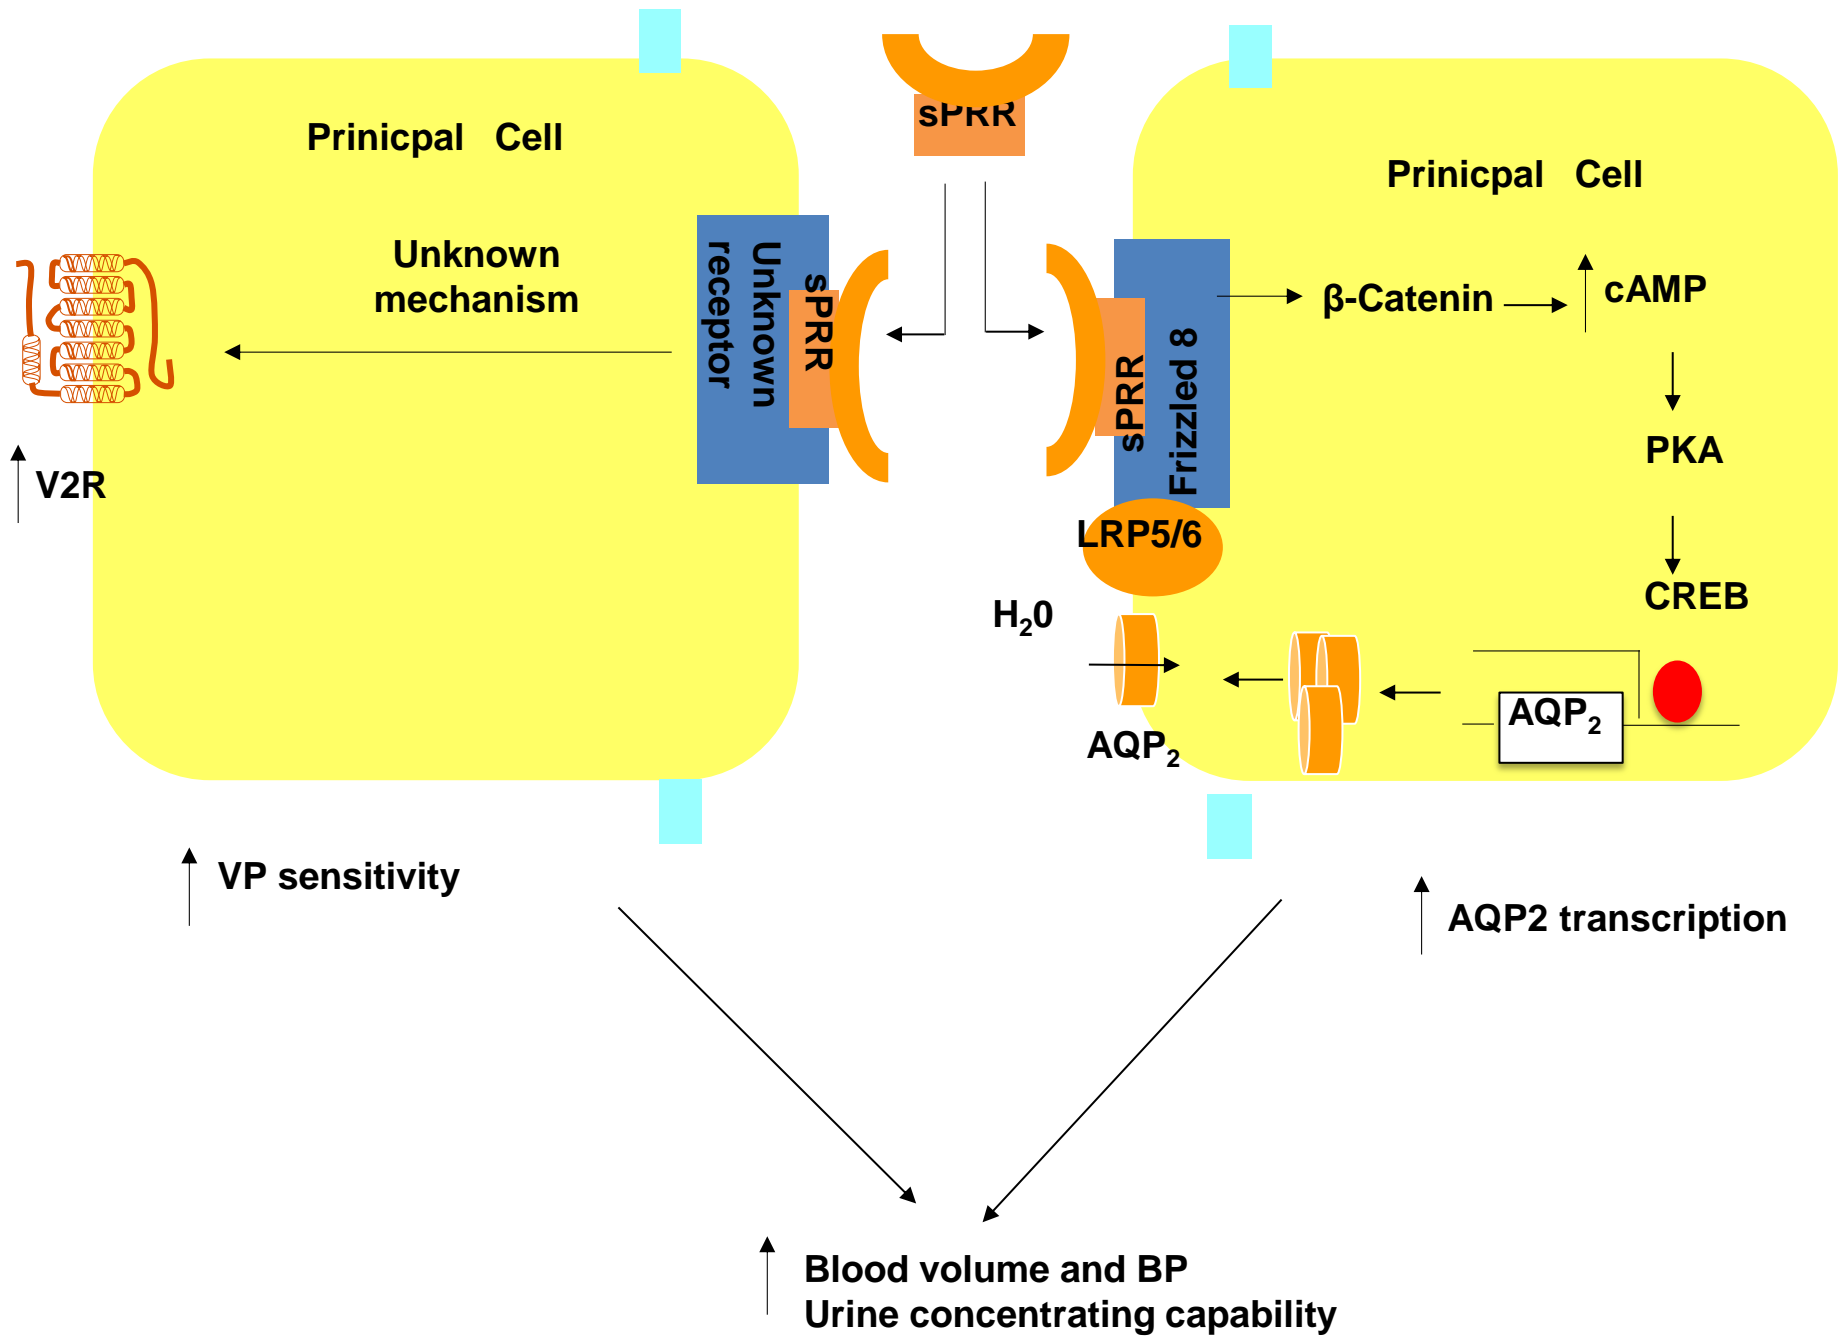 sPRR
Prinicpal Cell
Prinicpal Cell
Unknown
mechanism
Unknown
receptor
sPRR
V2R
sPRR
Frizzled 8
LRP5/6
β-Catenin
cAMP
PKA
CREB
H₂0
AQP₂
AQP₂
VP sensitivity
AQP2 transcription
Blood volume and BP
Urine concentrating capability